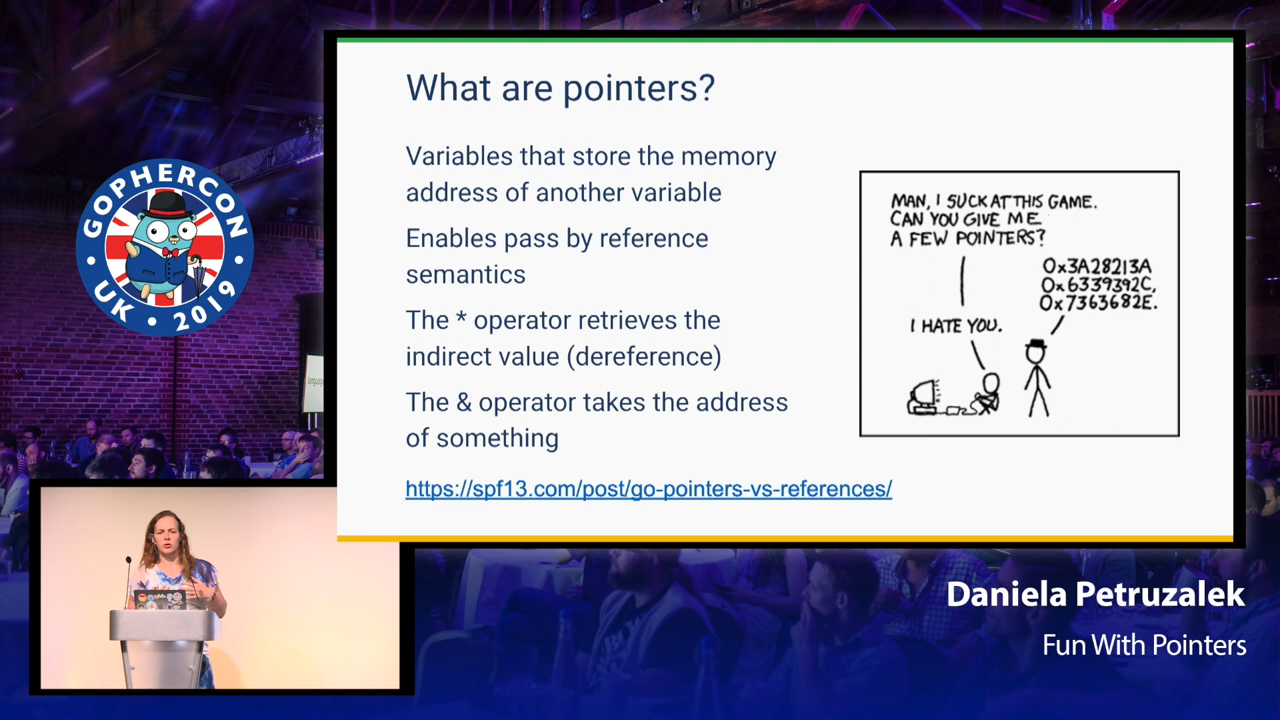 GOPHERCON
UK • 2019
What are pointers?
Variables that store the memory
address of another variable
Enables pass by reference
semantics
The * operator retrieves the
indirect value (dereference)
The & operator takes the address
of something
https://spf13.com/post/go-pointers-vs-references/
MAN, I SUCK AT THIS GAME.
CAN YOU GIVE ME
A FEW POINTERS?
0x3A28213A
0x6339392C,
0x7363682E.
I HATE YOU.
Daniela Petruzalek
Fun With Pointers